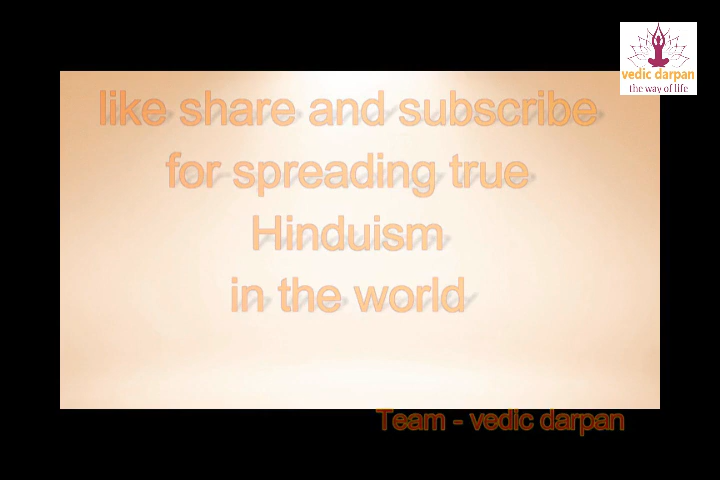 vedic darpan
the way of life
like share and subscribe
for spreading true
Hinduism
in the world
Team - vedic darpan